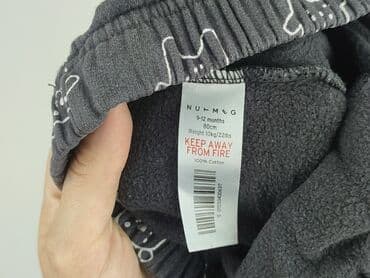 NUTMEG
9-12 months
80cm
Weight 10kg/22lbs
KEEP AWAY
FROM FIRE
100% Cotton